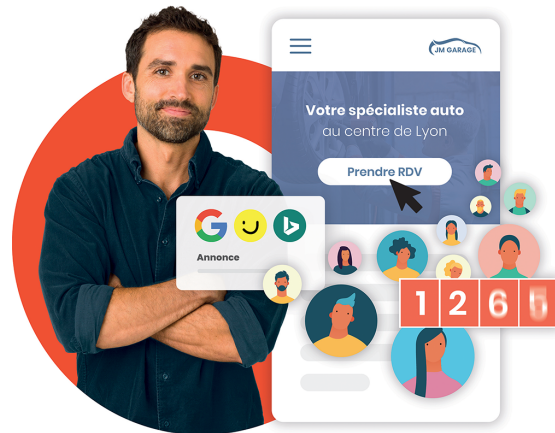 JM GARAGE
Votre spécialiste auto
au centre de Lyon
Prendre RDV
Annonce
1 2 6